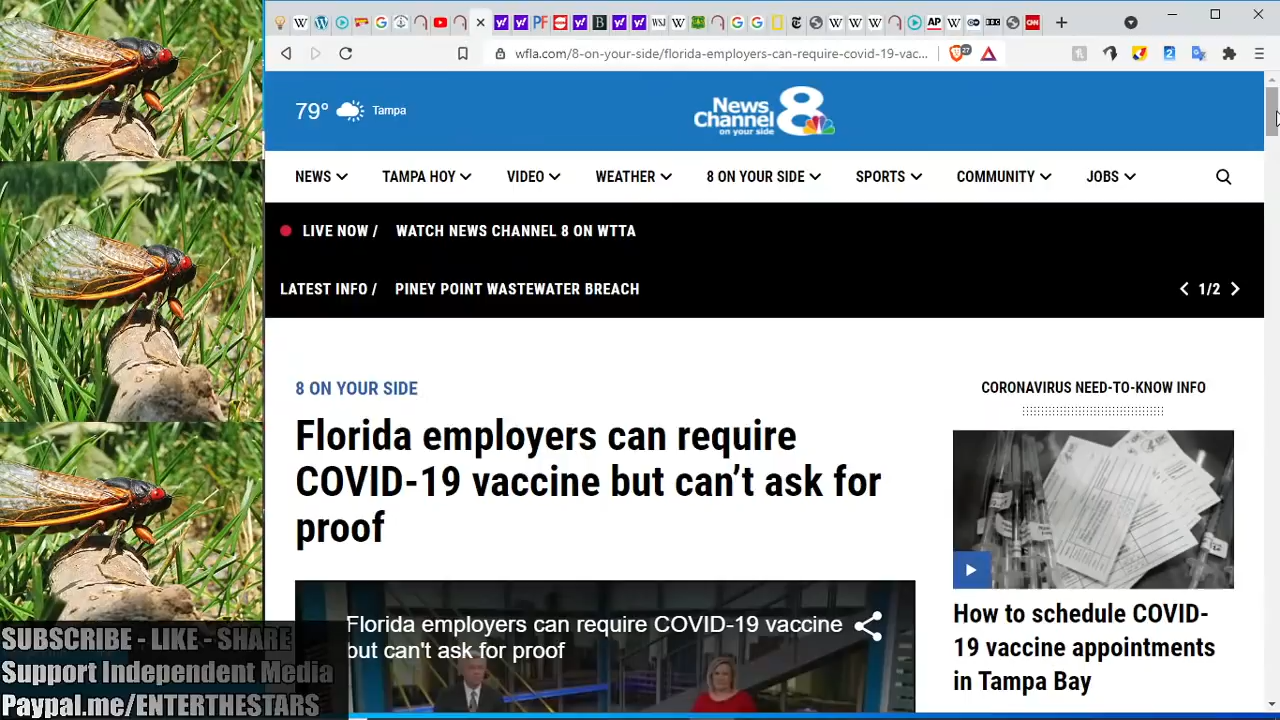 wfla.com/8-on-your-side/florida-employers-can-require-covid-19-vac...
27
79° Tampa
News
Channel 8
on your side
NEWS TAMPA HOY VIDEO WEATHER 8 ON YOUR SIDE SPORTS COMMUNITY JOBS
LIVE NOW / WATCH NEWS CHANNEL 8 ON WTTA
LATEST INFO / PINEY POINT WASTEWATER BREACH
1/2
8 ON YOUR SIDE
Florida employers can require
COVID-19 vaccine but can’t ask for
proof
Florida employers can require COVID-19 vaccine
but can't ask for proof
CORONAVIRUS NEED-TO-KNOW INFO
How to schedule COVID-
19 vaccine appointments
in Tampa Bay
SUBSCRIBE - LIKE - SHARE
Support Independent Media
Paypal.me/ENTERTHESTARS